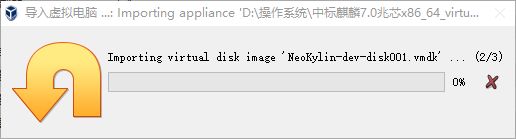 导入虚拟电脑 ...: Importing appliance 'D:\操作系统\中标麒麟7.0兆芯x86_64_virtu...
Importing virtual disk image 'NeoKylin-dev-disk001.vmdk' ... (2/3)
0%